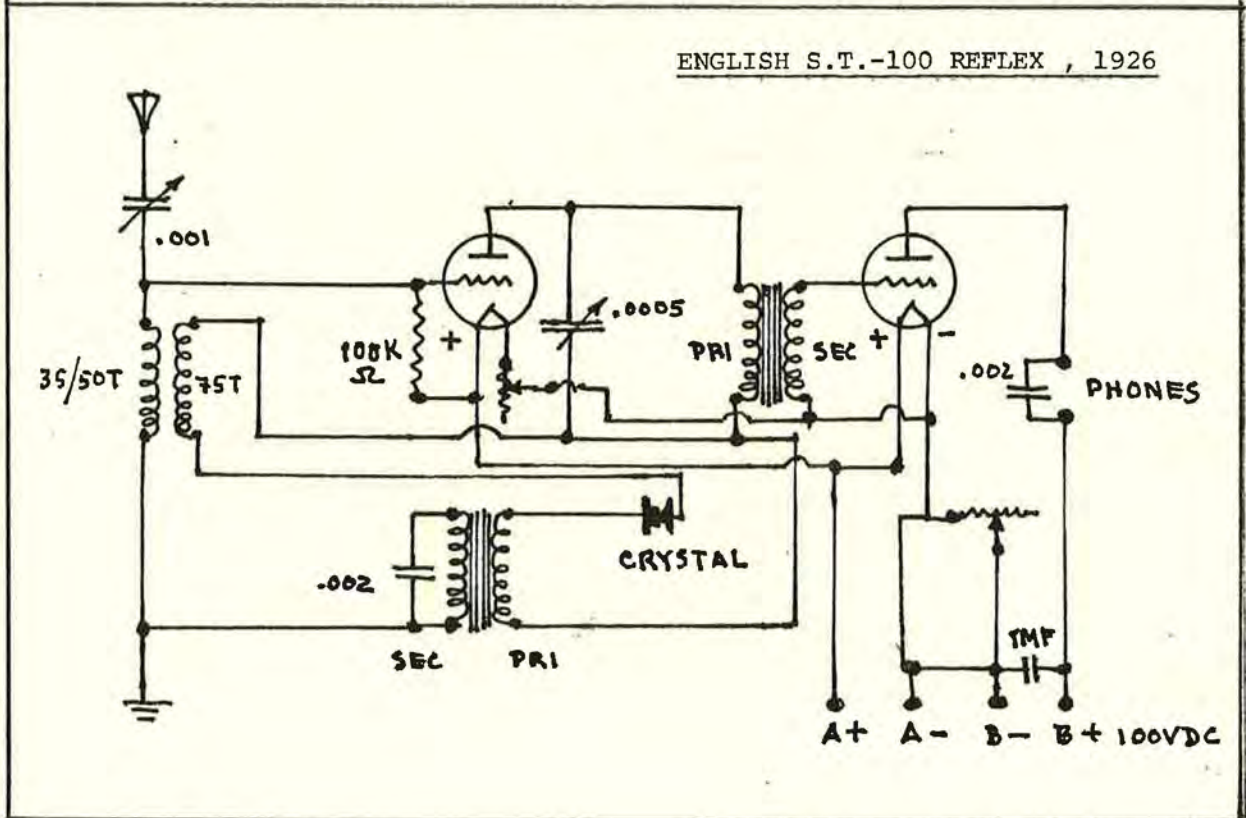 ENGLISH S.T.-100 REFLEX , 1926
.001
35/50T
75T
100K
Ω
+
.0005
PRI
SEC
+
-
.002
PHONES
CRYSTAL
.002
SEC
PRI
1MF
A+ A- B- B+ 100VDC